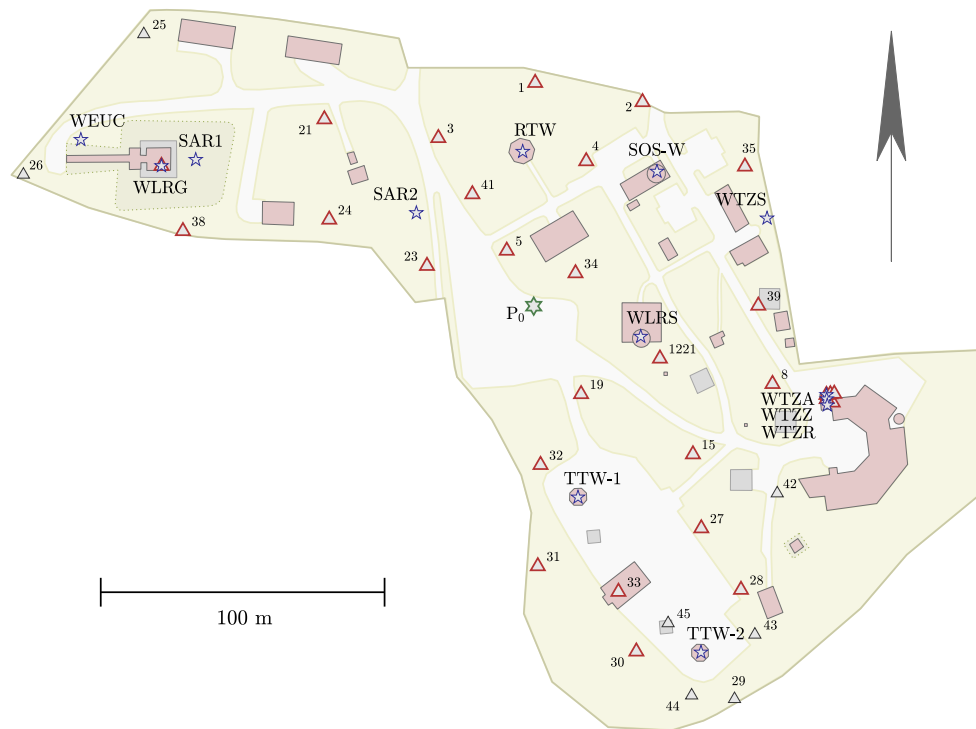 25
1
2
WEUC
21
3
RTW
SAR1
4
SOS-W
35
26
WLRG
SAR2
41
WTZS
38
24
5
23
34
39
P₀
WLRS
1221
8
19
WTZA
WTZZ
WTZR
15
32
TTW-1
42
27
31
33
28
100 m
45
TTW-2
43
30
29
44